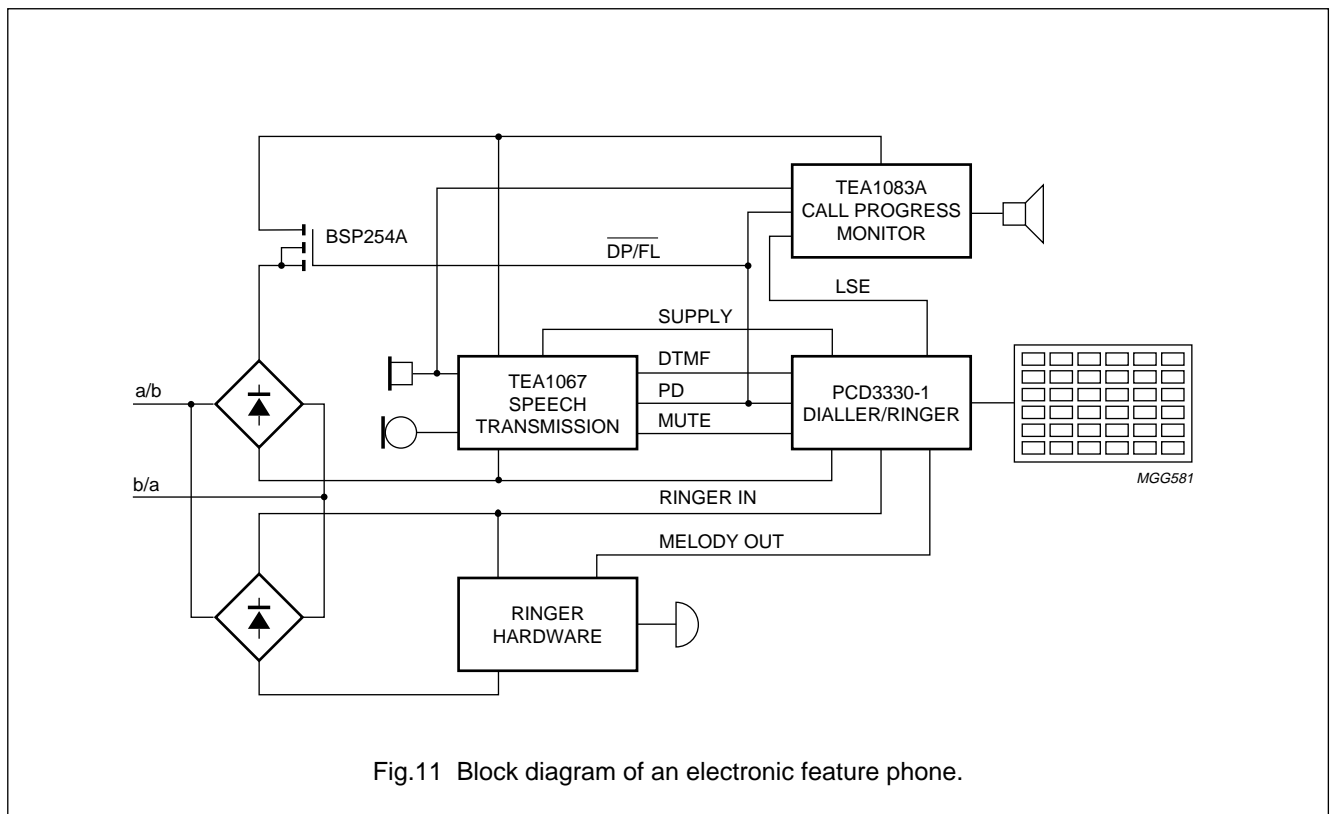 TEA1083A
CALL PROGRESS
MONITOR
BSP254A
DP/FL
LSE
SUPPLY
DTMF
PD
MUTE
TEA1067
SPEECH
TRANSMISSION
PCD3330-1
DIALLER/RINGER
a/b
b/a
MGG581
RINGER IN
MELODY OUT
RINGER
HARDWARE
Fig.11 Block diagram of an electronic feature phone.